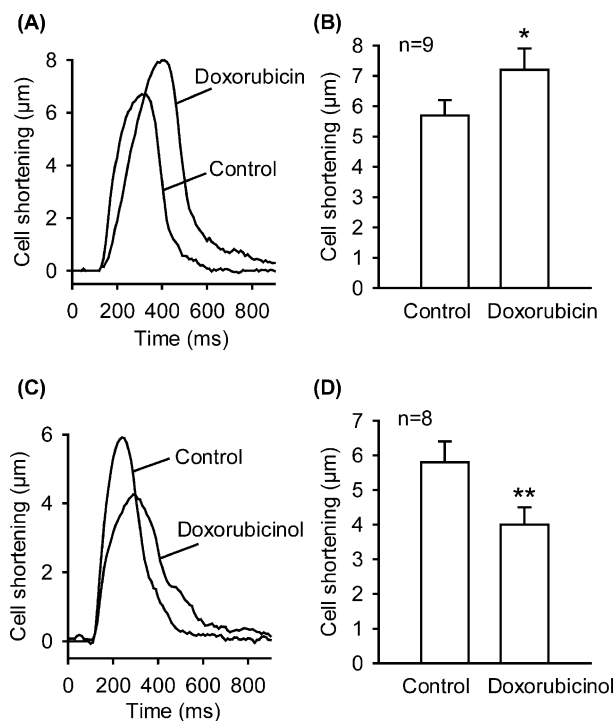 (A)
Cell shortening (µm)
8
6
4
2
0
Doxorubicin
Control
0 200 400 600 800
Time (ms)
(B)
Cell shortening (µm)
8
7
6
5
4
3
2
1
0
n=9
*
Control Doxorubicin
(C)
Cell shortening (µm)
6
4
2
0
Control
Doxorubicinol
0 200 400 600 800
Time (ms)
(D)
Cell shortening (µm)
7
6
5
4
3
2
1
0
n=8
**
Control Doxorubicinol